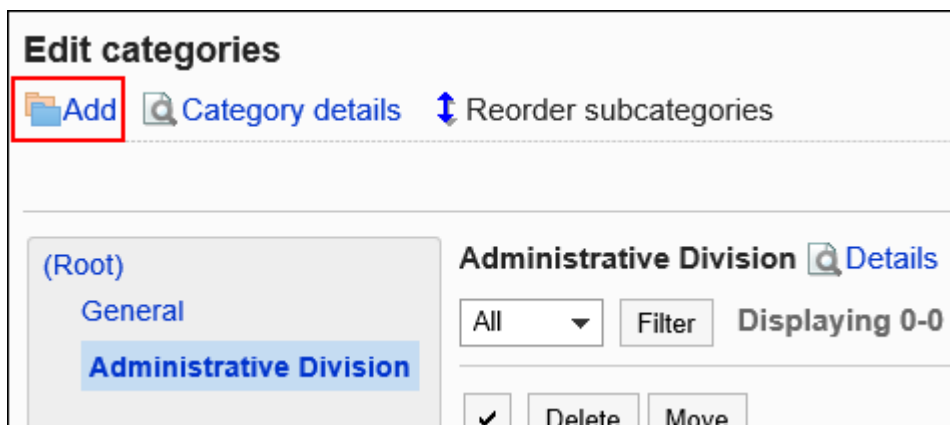 Edit categories
Add Category details Reorder subcategories
(Root)
General
Administrative Division
Administrative Division Details
All Filter Displaying 0-0
Delete Move